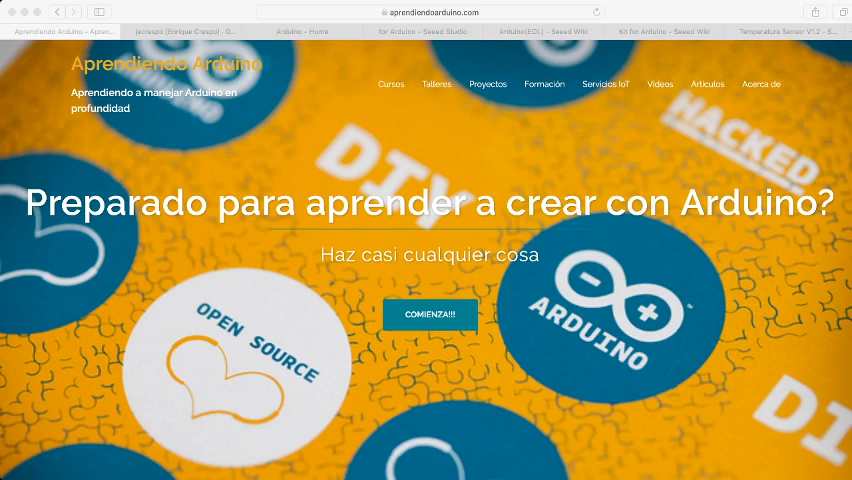 aprendiendoarduino.com
Aprendiendo Arduino – Apren...
jecrespo (Enrique Crespo) · G...
Arduino – Home
for Arduino – Seeed Studio
Arduino(EOL) – Seeed Wiki
Kit for Arduino – Seeed Wiki
Temperature Sensor V1.2 – S...
Aprendiendo Arduino
Aprendiendo a manejar Arduino en
profundidad
Cursos Talleres Proyectos Formación Servicios IoT Videos Artículos Acerca de
HACKED
DIY
Preparado para aprender a crear con Arduino?
Haz casi cualquier cosa
COMIENZA!!!
OPEN SOURCE
ARDUINO
DI